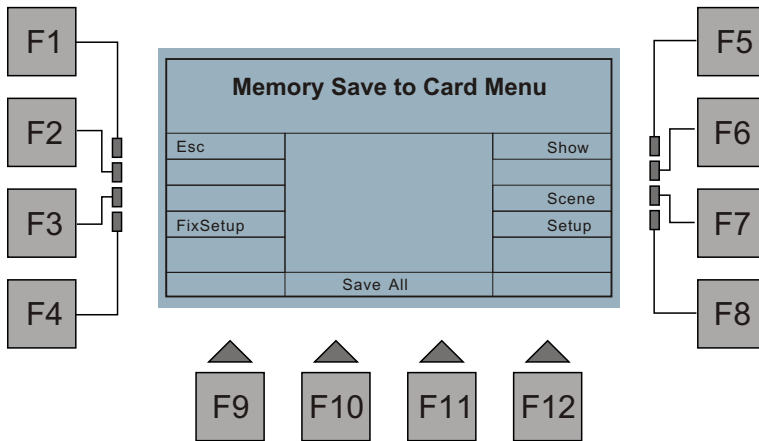 F1
F5
Memory Save to Card Menu
F2
F6
Esc
Show
F3
F7
Scene
FixSetup
Setup
F4
F8
Save All
F9
F10
F11
F12